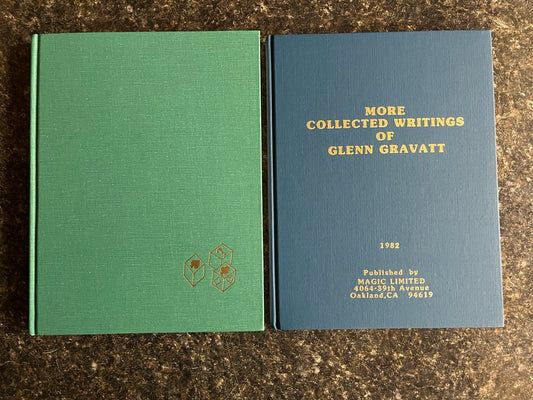 MORE
COLLECTED WRITINGS
OF
GLENN GRAVATT
1982
Published by
MAGIC LIMITED
4064-39th Avenue
Oakland,CA 94619